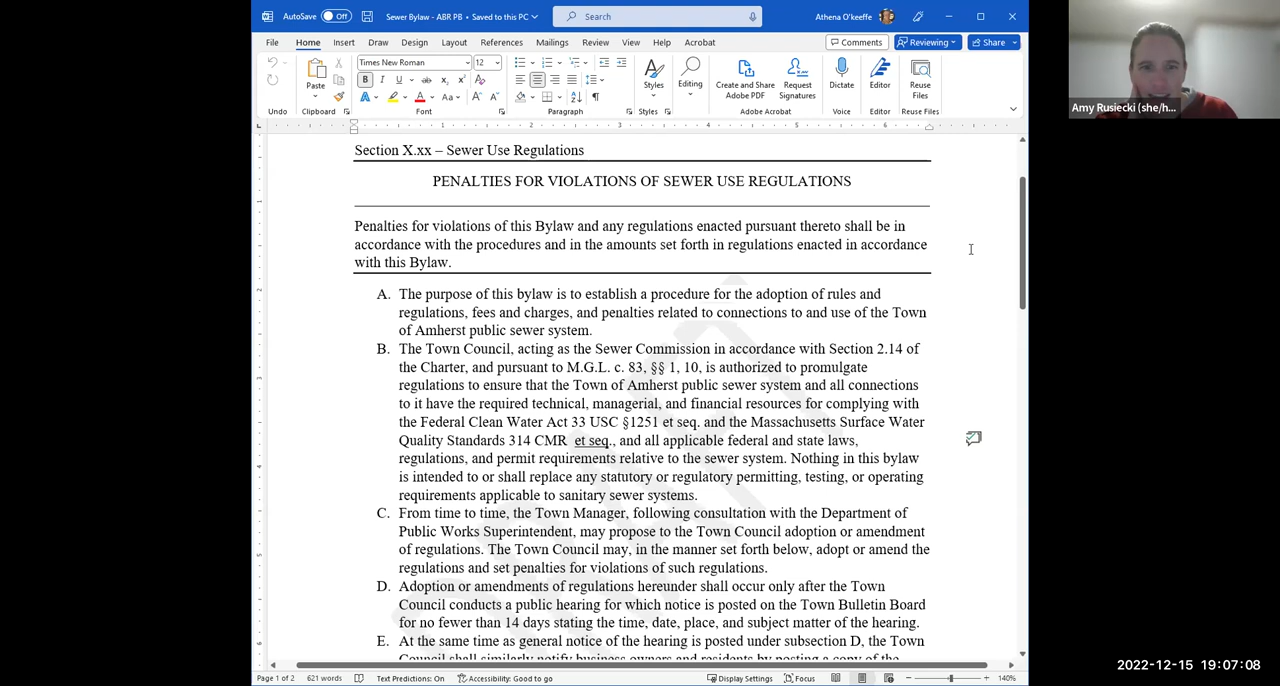 AutoSave Off Sewer Bylaw - ABR PB • Saved to this PC Search Athena O'keeffe
File Home Insert Draw Design Layout References Mailings Review View Help Acrobat Comments Reviewing Share
Times New Roman 12
Paste Styles Editing Create and Share Adobe PDF Request Signatures Dictate Editor Reuse Files
Undo Clipboard Font Paragraph Styles Adobe Acrobat Voice Editor Reuse Files
Amy Rusiecki (she/h...
Section X.xx – Sewer Use Regulations
PENALTIES FOR VIOLATIONS OF SEWER USE REGULATIONS
Penalties for violations of this Bylaw and any regulations enacted pursuant thereto shall be in
accordance with the procedures and in the amounts set forth in regulations enacted in accordance
with this Bylaw.
A. The purpose of this bylaw is to establish a procedure for the adoption of rules and
regulations, fees and charges, and penalties related to connections to and use of the Town
of Amherst public sewer system.
B. The Town Council, acting as the Sewer Commission in accordance with Section 2.14 of
the Charter, and pursuant to M.G.L. c. 83, §§ 1, 10, is authorized to promulgate
regulations to ensure that the Town of Amherst public sewer system and all connections
to it have the required technical, managerial, and financial resources for complying with
the Federal Clean Water Act 33 USC §1251 et seq. and the Massachusetts Surface Water
Quality Standards 314 CMR et seq., and all applicable federal and state laws,
regulations, and permit requirements relative to the sewer system. Nothing in this bylaw
is intended to or shall replace any statutory or regulatory permitting, testing, or operating
requirements applicable to sanitary sewer systems.
C. From time to time, the Town Manager, following consultation with the Department of
Public Works Superintendent, may propose to the Town Council adoption or amendment
of regulations. The Town Council may, in the manner set forth below, adopt or amend the
regulations and set penalties for violations of such regulations.
D. Adoption or amendments of regulations hereunder shall occur only after the Town
Council conducts a public hearing for which notice is posted on the Town Bulletin Board
for no fewer than 14 days stating the time, date, place, and subject matter of the hearing.
E. At the same time as general notice of the hearing is posted under subsection D, the Town
Council shall similarly notify business owners and residents by posting a copy of the
Page 1 of 2 621 words Text Predictions: On Accessibility: Good to go Display Settings Focus 140%
2022-12-15 19:07:08